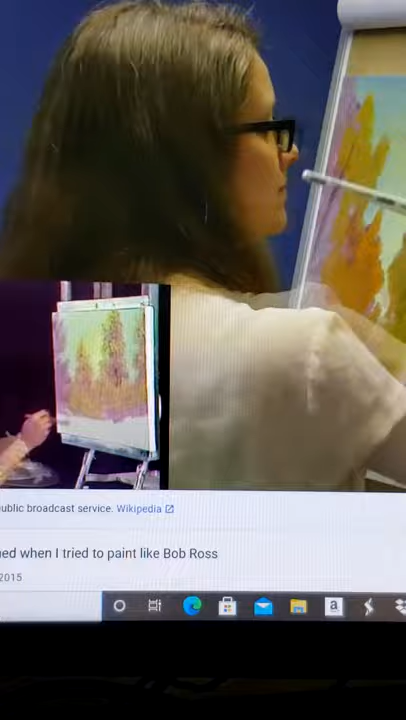 ublic broadcast service. Wikipedia
ned when I tried to paint like Bob Ross
2015
a